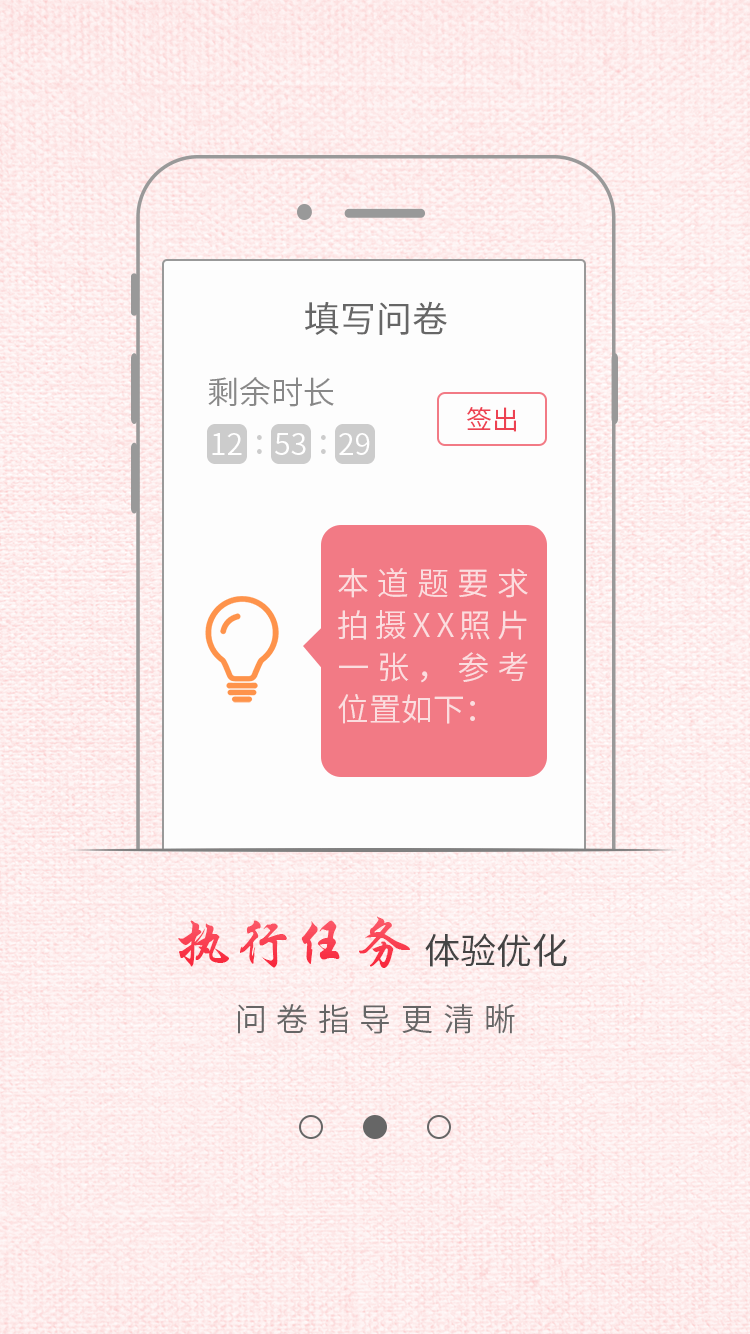 填写问卷
剩余时长
签出
12 : 53 : 29
本道题要求
拍摄XX照片
一张，参考
位置如下：
执行任务 体验优化
问卷指导更清晰